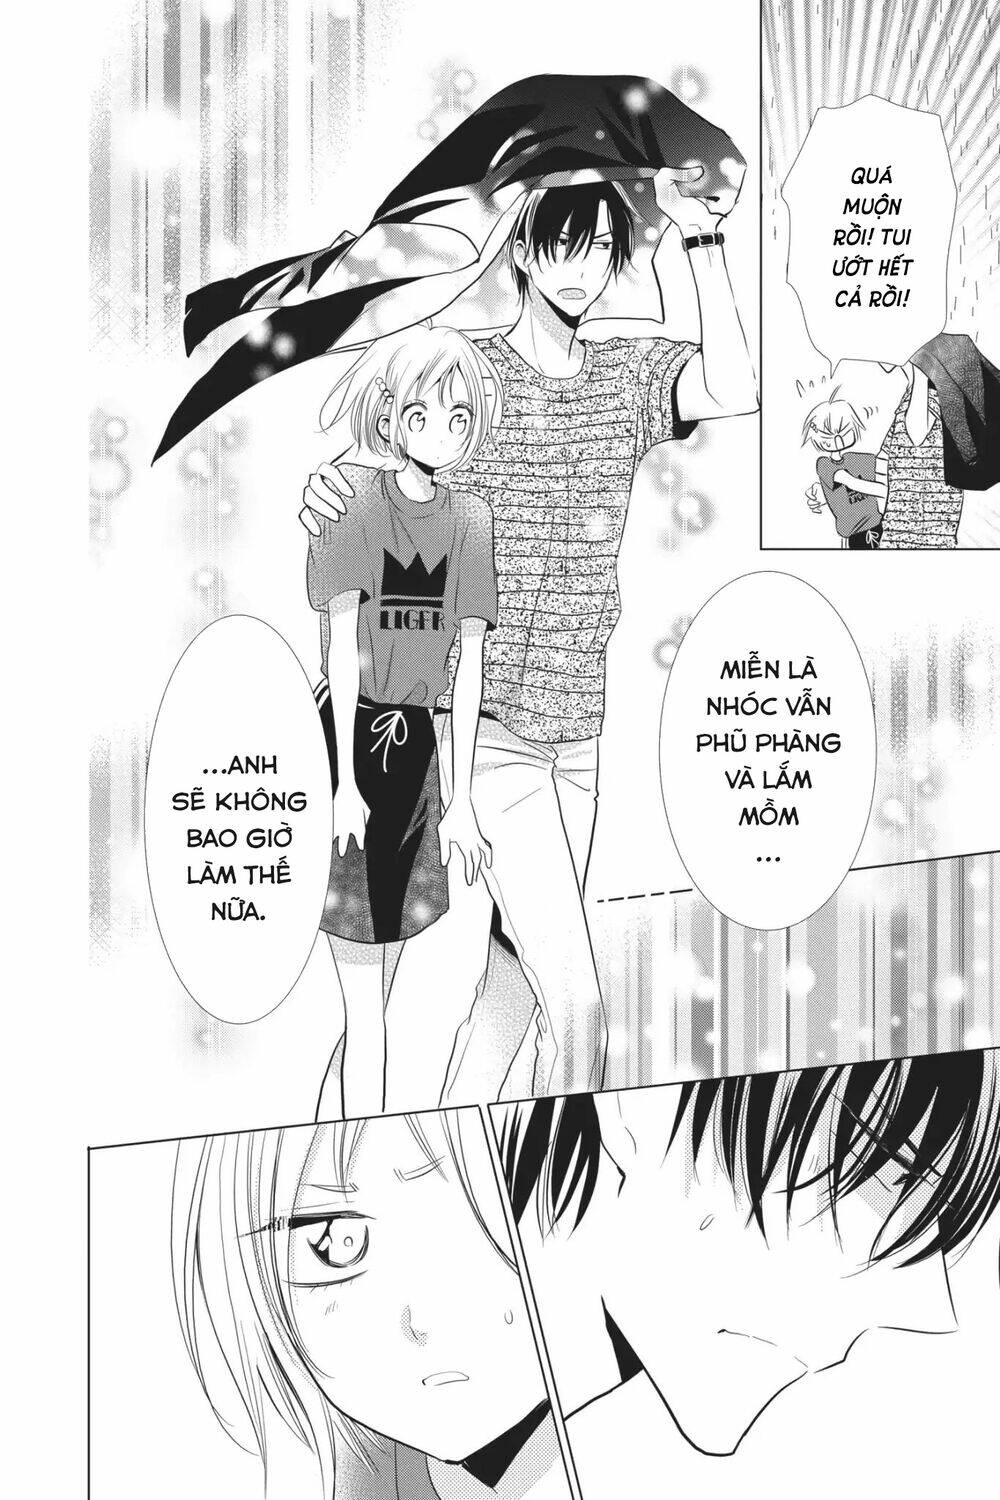 QUÁ
MUỘN
RỒI! TUI
ƯỚT HẾT
CẢ RỒI!
MIỄN LÀ
NHÓC VẪN
PHŨ PHÀNG
VÀ LẮM
MỒM
...
...ANH
SẼ KHÔNG
BAO GIỜ
LÀM THẾ
NỮA.
LIGER